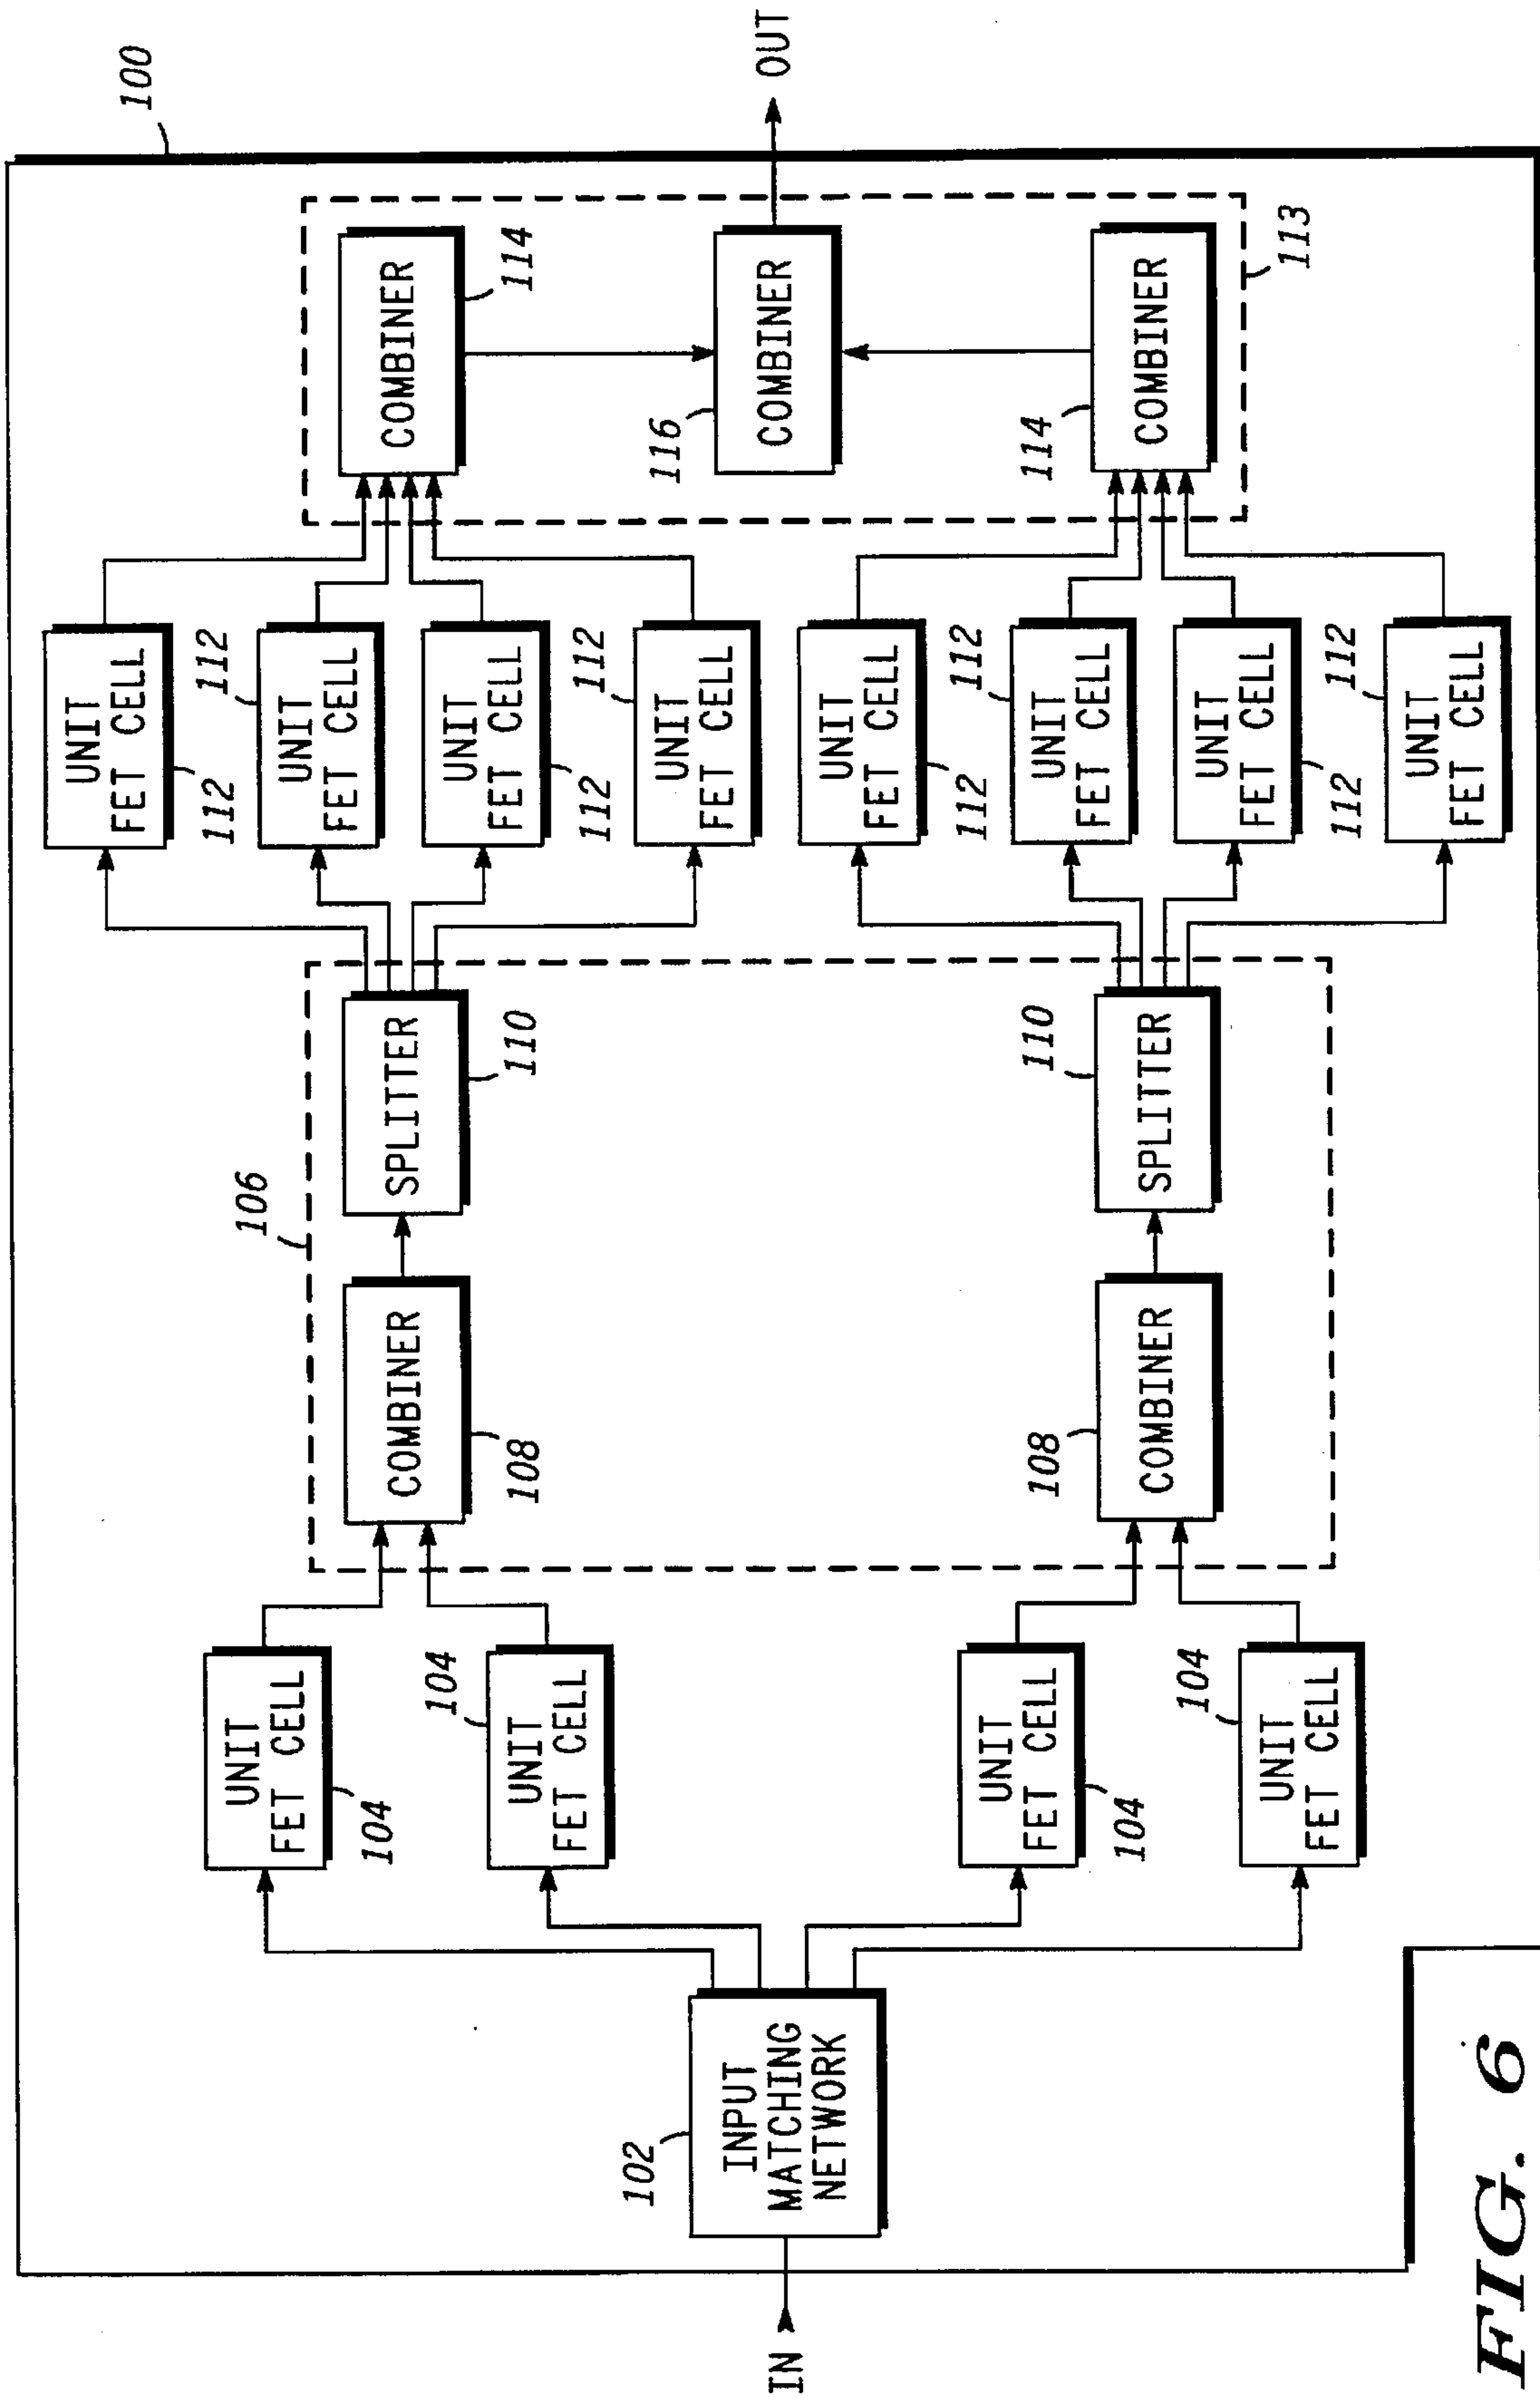 100
IN
102
INPUT
MATCHING
NETWORK
UNIT
FET CELL
104
UNIT
FET CELL
104
UNIT
FET CELL
104
UNIT
FET CELL
104
106
COMBINER
108
SPLITTER
110
COMBINER
108
SPLITTER
110
UNIT
FET CELL
112
UNIT
FET CELL
112
UNIT
FET CELL
112
UNIT
FET CELL
112
UNIT
FET CELL
112
UNIT
FET CELL
112
UNIT
FET CELL
112
UNIT
FET CELL
112
COMBINER
114
COMBINER
116
COMBINER
114
113
OUT
FIG. 6